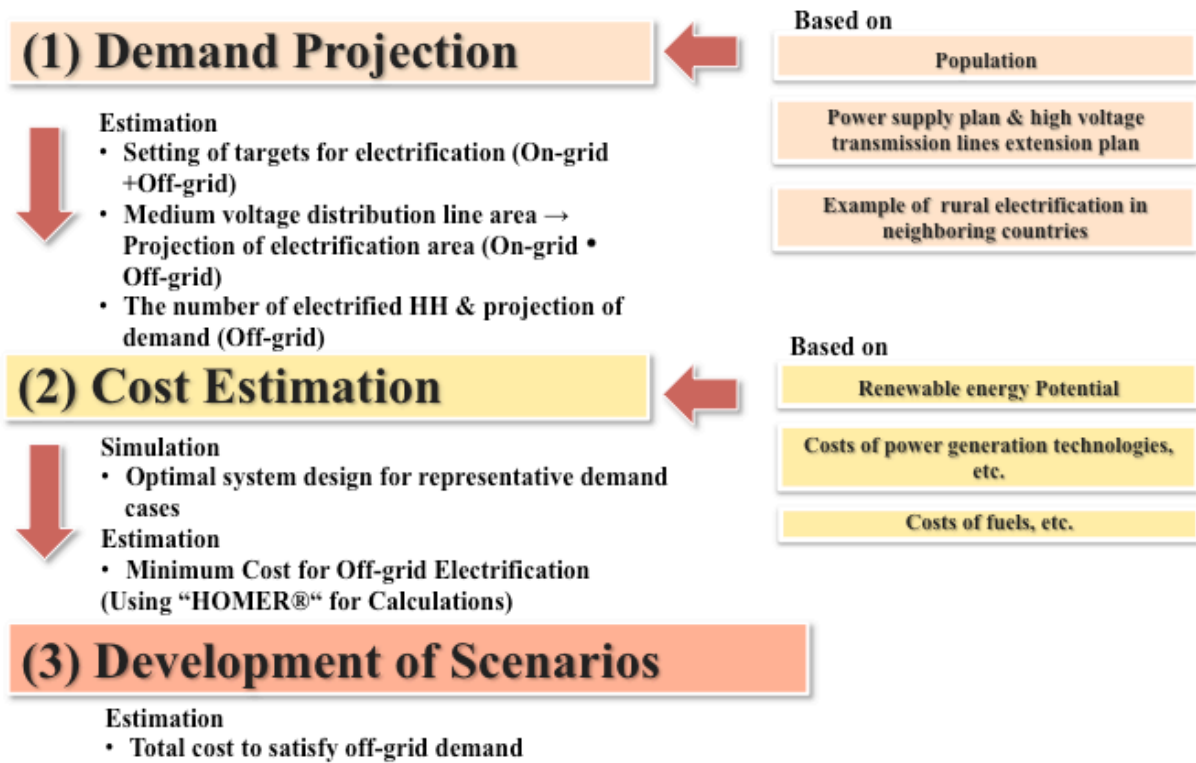 (1) Demand Projection
Based on
Population
Power supply plan & high voltage
transmission lines extension plan
Example of rural electrification in
neighboring countries
Estimation
• Setting of targets for electrification (On-grid
+Off-grid)
• Medium voltage distribution line area →
Projection of electrification area (On-grid •
Off-grid)
• The number of electrified HH & projection of
demand (Off-grid)
(2) Cost Estimation
Based on
Renewable energy Potential
Costs of power generation technologies,
etc.
Costs of fuels, etc.
Simulation
• Optimal system design for representative demand
cases
Estimation
• Minimum Cost for Off-grid Electrification
(Using “HOMER®“ for Calculations)
(3) Development of Scenarios
Estimation
• Total cost to satisfy off-grid demand